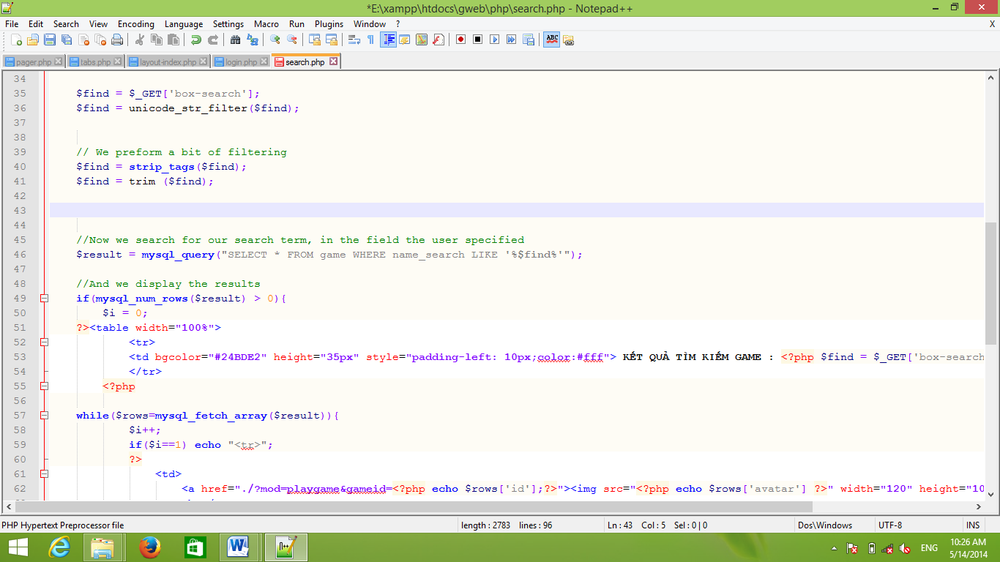 *E:\xampp\htdocs\gweb\php\search.php - Notepad++
File Edit Search View Encoding Language Settings Macro Run Plugins Window ? X
ABC
pager.php tabs.php layout-index.php login.php search.php
34
35 $find = $_GET['box-search'];
36 $find = unicode_str_filter($find);
37
38
39 // We preform a bit of filtering
40 $find = strip_tags($find);
41 $find = trim ($find);
42
43
44
45 //Now we search for our search term, in the field the user specified
46 $result = mysql_query("SELECT * FROM game WHERE name_search LIKE '%$find%'");
47
48 //And we display the results
49 if(mysql_num_rows($result) > 0){
50 $i = 0;
51 ?><table width="100%">
52 <tr>
53 <td bgcolor="#24BDE2" height="35px" style="padding-left: 10px;color:#fff"> KẾT QUẢ TÌM KIẾM GAME : <?php $find = $_GET['box-search
54 </tr>
55 <?php
56
57 while($rows=mysql_fetch_array($result)){
58 $i++;
59 if($i==1) echo "<tr>";
60 ?>
61 <td>
62 <a href="./?mod=playgame&gameid=<?php echo $rows['id'];?>"><img src="<?php echo $rows['avatar'] ?>" width="120" height="10
PHP Hypertext Preprocessor file length : 2783 lines : 96 Ln : 43 Col : 5 Sel : 0 | 0 Dos\Windows UTF-8 INS
ENG 10:26 AM
5/14/2014